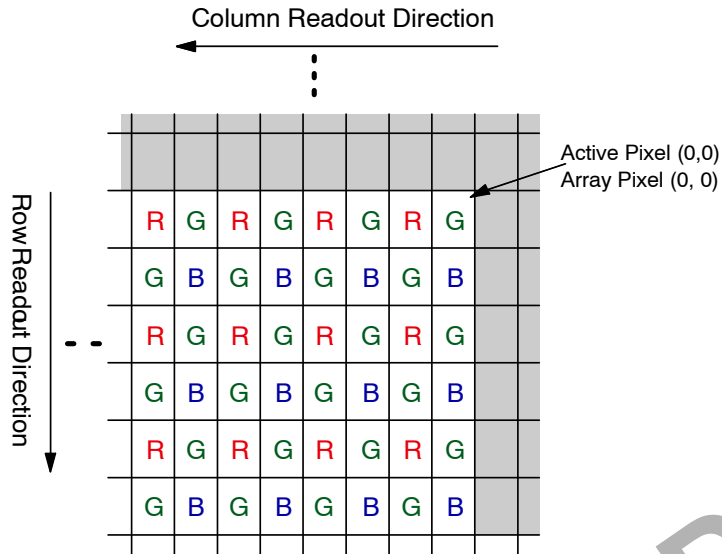 Column Readout Direction
Active Pixel (0,0)
Array Pixel (0, 0)
Row Readout Direction
R G R G R G R G
G B G B G B G B
R G R G R G R G
G B G B G B G B
R G R G R G R G
G B G B G B G B